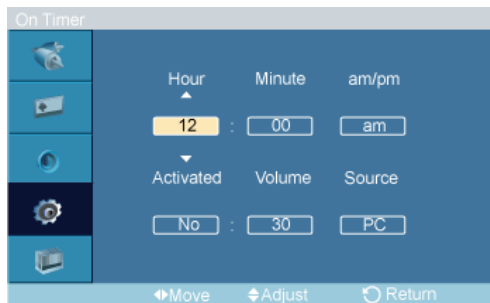 On Timer
Hour Minute am/pm
12 : 00 am
Activated Volume Source
No : 30 PC
Move Adjust Return